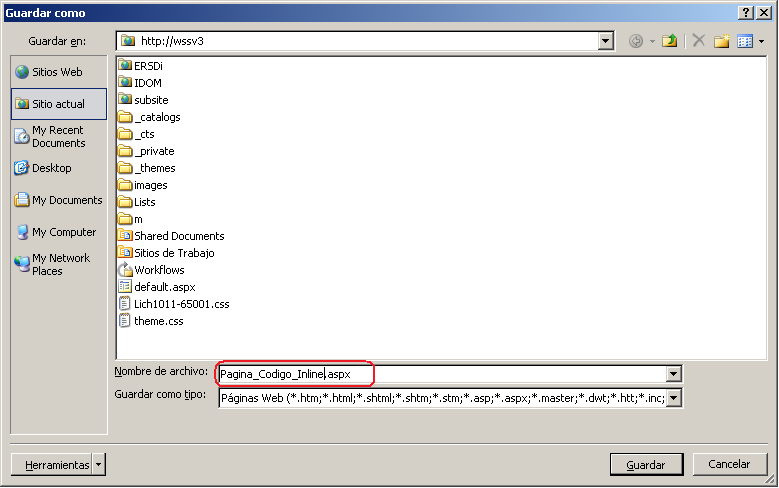 Guardar como
Guardar en:
http://wssv3
Sitios Web
Sitio actual
My Recent
Documents
Desktop
My Documents
My Computer
My Network
Places
ERSDi
IDOM
subsite
_catalogs
_cts
_private
_themes
images
Lists
m
Shared Documents
Sitios de Trabajo
Workflows
default.aspx
Lich1011-65001.css
theme.css
Nombre de archivo:
Pagina_Codigo_Inline.aspx
Guardar como tipo:
Páginas Web (*.htm;*.html;*.shtml;*.shtm;*.stm;*.asp;*.aspx;*.master;*.dwt;*.htt;*.inc;
Herramientas
Guardar
Cancelar